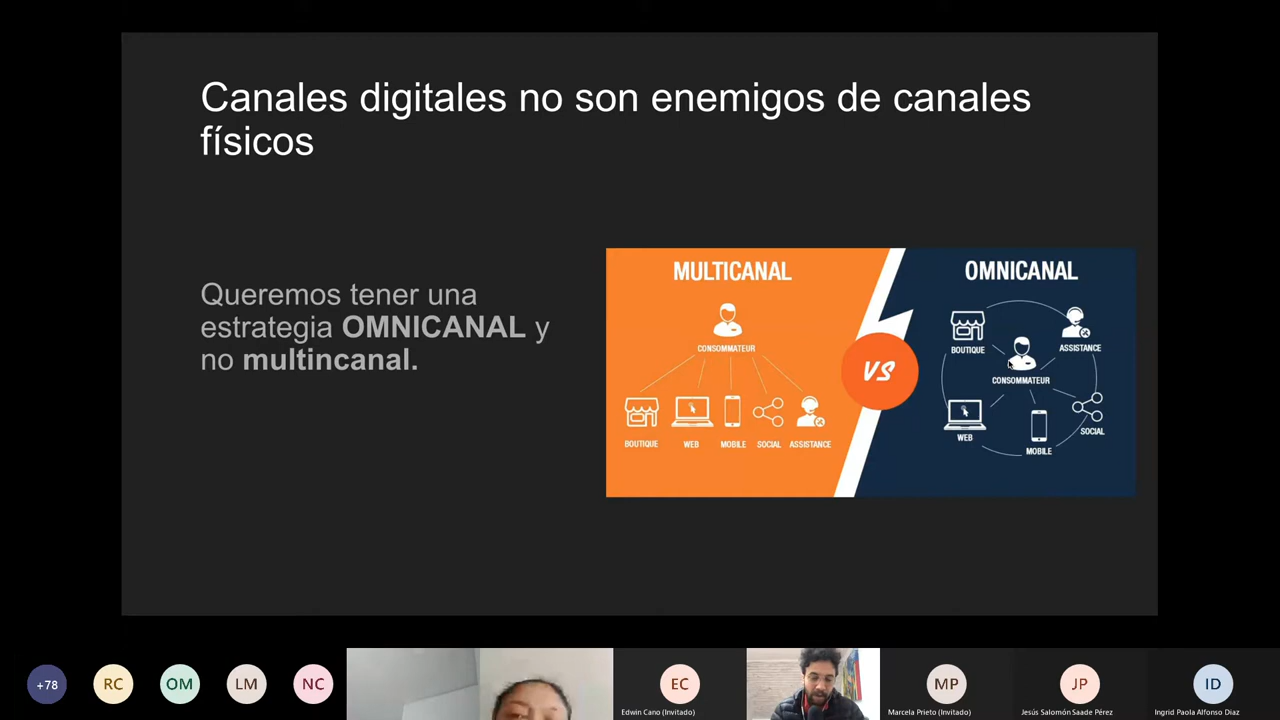 Canales digitales no son enemigos de canales
físicos
Queremos tener una
estrategia OMNICANAL y
no multincanal.
MULTICANAL
CONSOMMATEUR
BOUTIQUE WEB MOBILE SOCIAL ASSISTANCE
VS
OMNICANAL
BOUTIQUE
ASSISTANCE
CONSOMMATEUR
WEB
SOCIAL
MOBILE
+78 RC OM LM NC EC MP JP ID
Edwin Cano (Invitado) Marcela Prieto (Invitado) Jesús Salomón Saade Pérez Ingrid Paola Alfonso Diaz